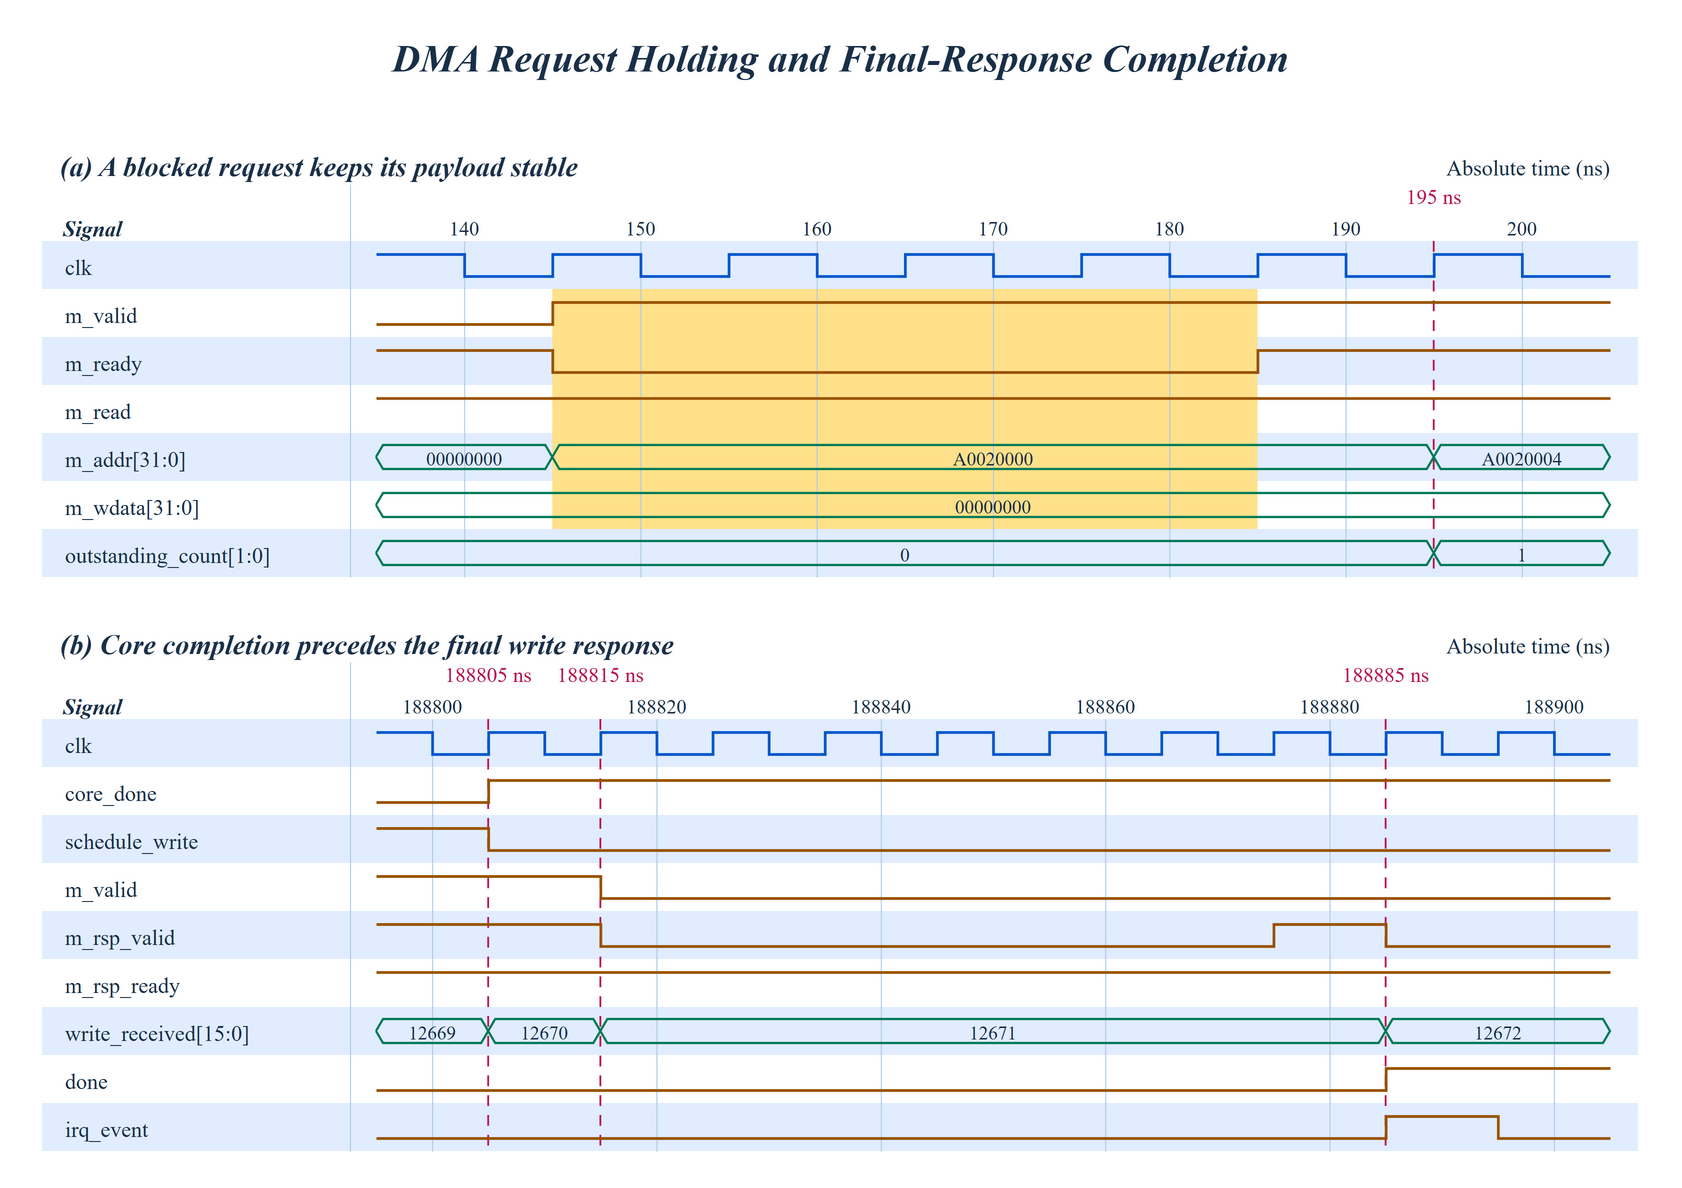 DMA Request Holding and Final-Response Completion
(a) A blocked request keeps its payload stable
Absolute time (ns)
195 ns
Signal 140 150 160 170 180 190 200
clk
m_valid
m_ready
m_read
m_addr[31:0] 00000000 A0020000 A0020004
m_wdata[31:0] 00000000
outstanding_count[1:0] 0 1
(b) Core completion precedes the final write response
Absolute time (ns)
188805 ns 188815 ns 188885 ns
Signal 188800 188820 188840 188860 188880 188900
clk
core_done
schedule_write
m_valid
m_rsp_valid
m_rsp_ready
write_received[15:0] 12669 12670 12671 12672
done
irq_event